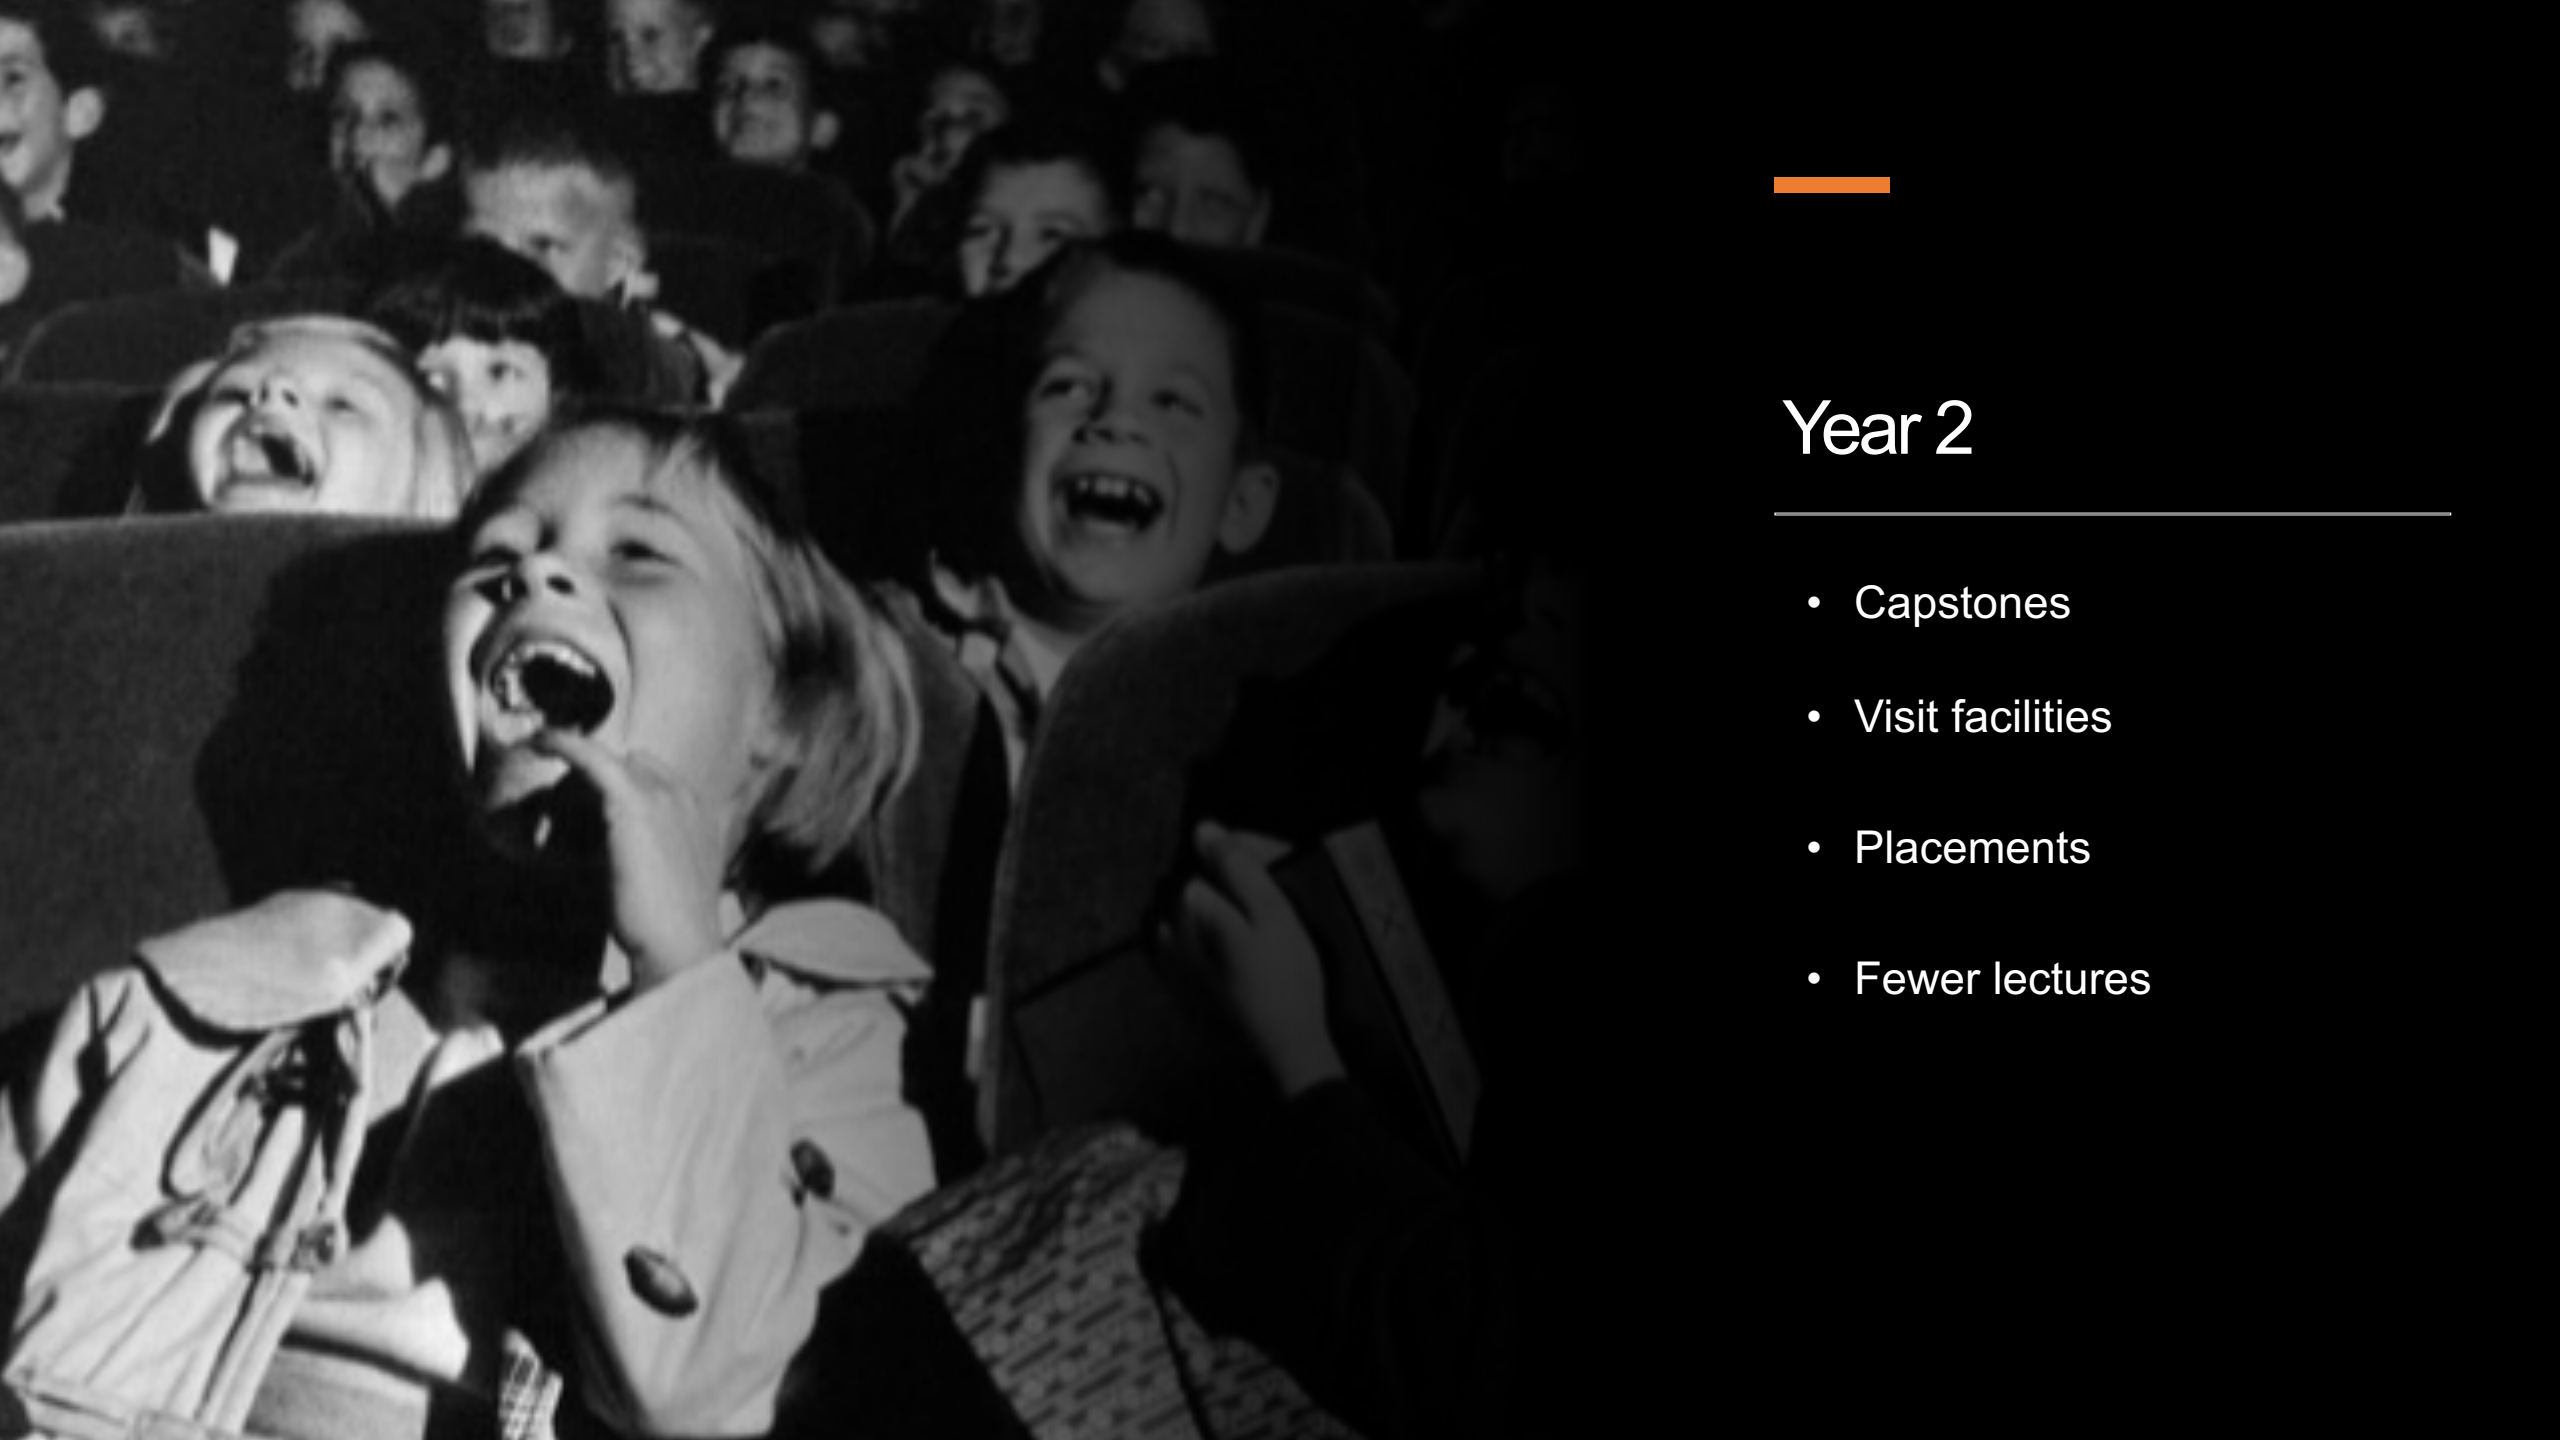 Year 2
• Capstones
• Visit facilities
• Placements
• Fewer lectures